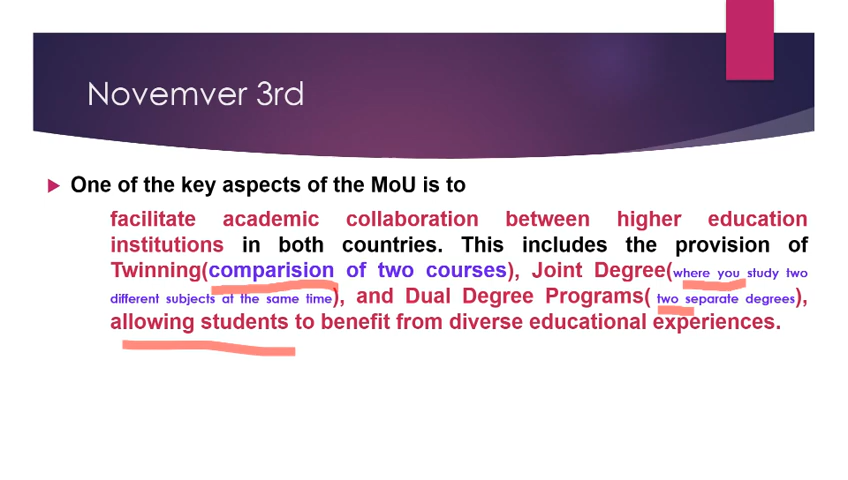 Novemver 3rd
One of the key aspects of the MoU is to
facilitate academic collaboration between higher education
institutions in both countries. This includes the provision of
Twinning(comparision of two courses), Joint Degree(where you study two
different subjects at the same time), and Dual Degree Programs( two separate degrees),
allowing students to benefit from diverse educational experiences.